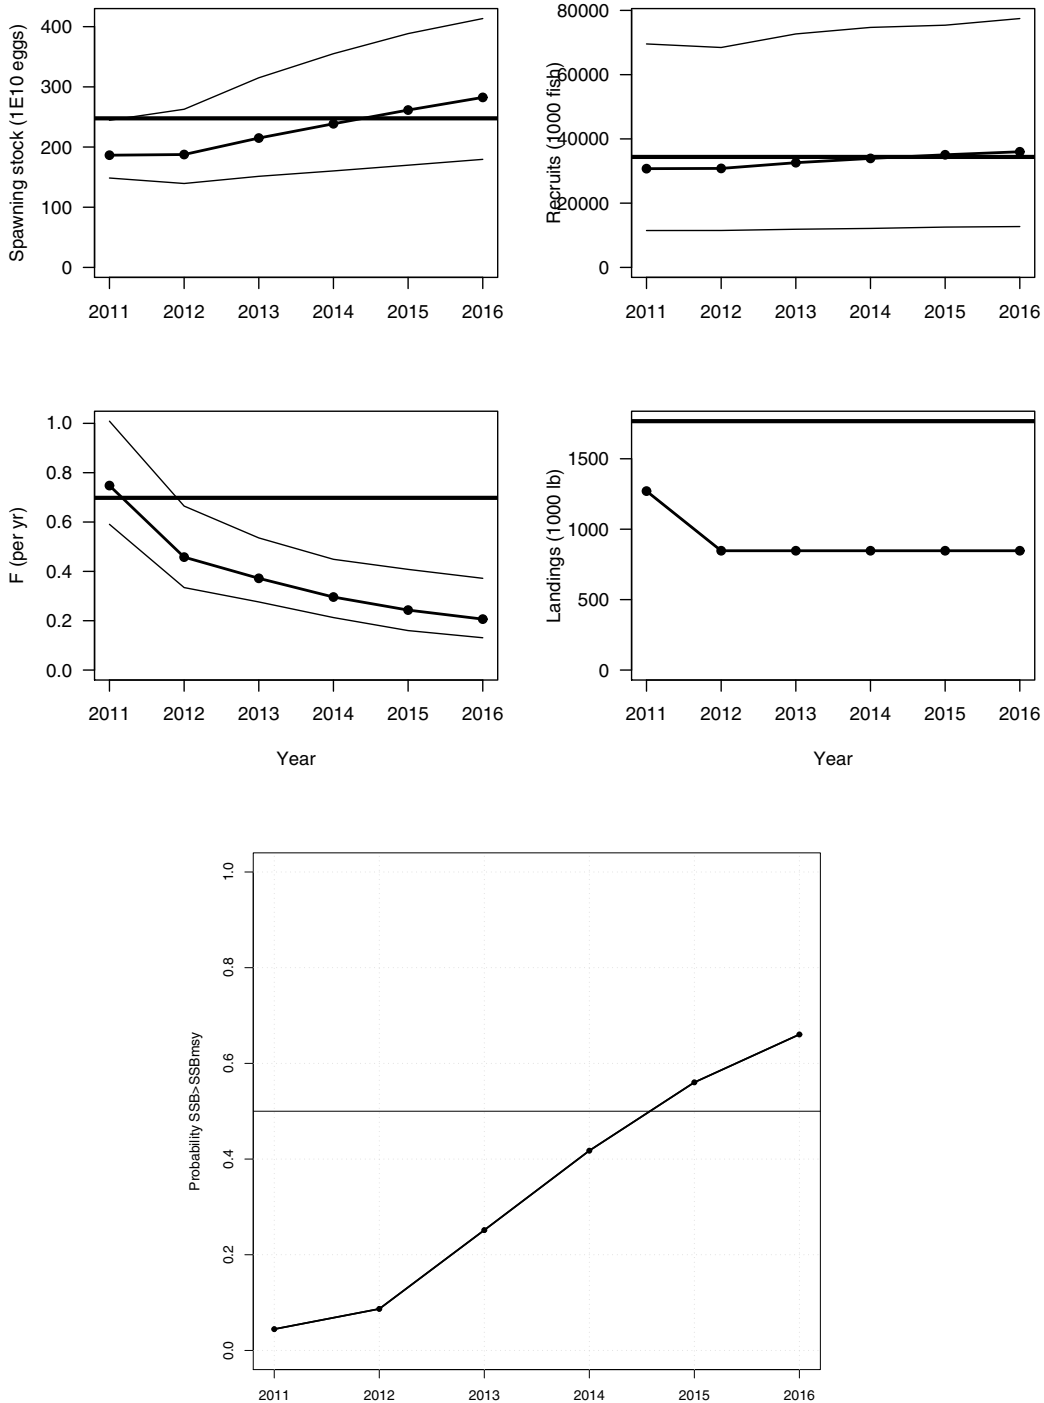 Spawning stock (1E10 eggs)
400
300
200
100
0
2011 2012 2013 2014 2015 2016
Recruits (1000 fish)
80000
60000
40000
20000
0
2011 2012 2013 2014 2015 2016
F (per yr)
1.0
0.8
0.6
0.4
0.2
0.0
2011 2012 2013 2014 2015 2016
Year
Landings (1000 lb)
1500
1000
500
0
2011 2012 2013 2014 2015 2016
Year
Probability SSB>SSBmsy
1.0
0.8
0.6
0.4
0.2
0.0
2011 2012 2013 2014 2015 2016